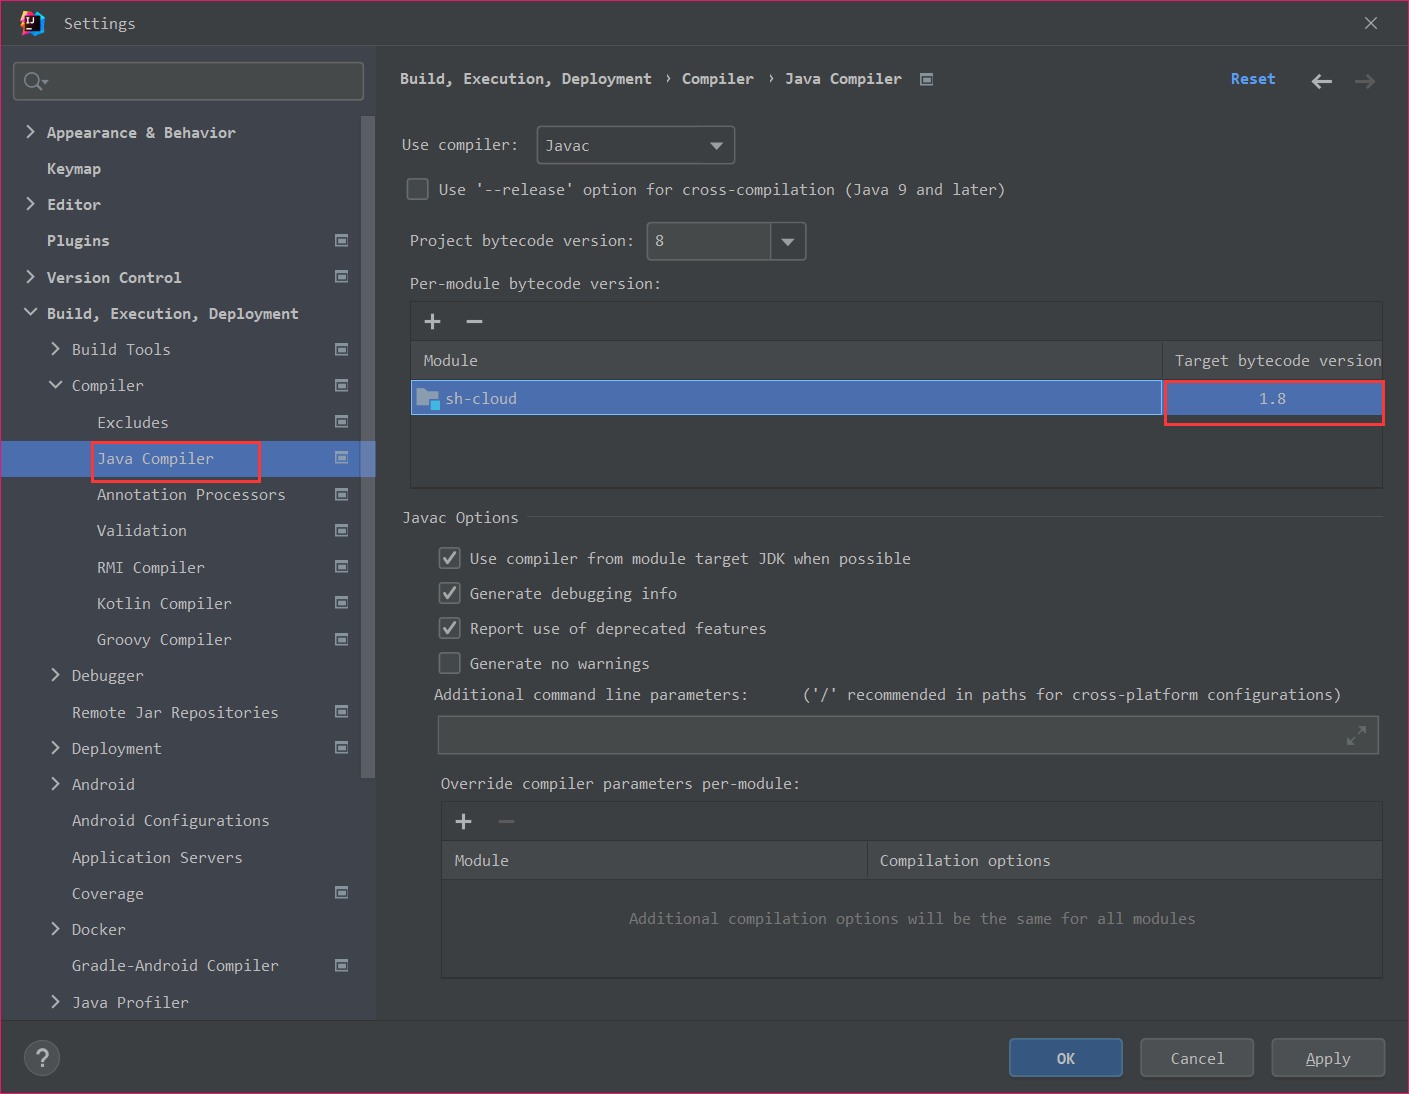 Settings
Build, Execution, Deployment › Compiler › Java Compiler
Reset
Appearance & Behavior
Keymap
Editor
Plugins
Version Control
Build, Execution, Deployment
Build Tools
Compiler
Excludes
Java Compiler
Annotation Processors
Validation
RMI Compiler
Kotlin Compiler
Groovy Compiler
Debugger
Remote Jar Repositories
Deployment
Android
Android Configurations
Application Servers
Coverage
Docker
Gradle-Android Compiler
Java Profiler
Use compiler: Javac
Use '--release' option for cross-compilation (Java 9 and later)
Project bytecode version: 8
Per-module bytecode version:
Module Target bytecode version
sh-cloud 1.8
Javac Options
Use compiler from module target JDK when possible
Generate debugging info
Report use of deprecated features
Generate no warnings
Additional command line parameters: ('/' recommended in paths for cross-platform configurations)
Override compiler parameters per-module:
Module Compilation options
Additional compilation options will be the same for all modules
?
OK Cancel Apply